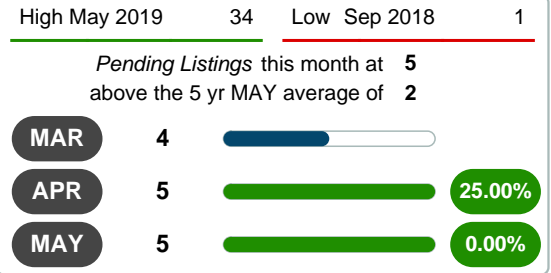 High May 2019 34 Low Sep 2018 1
Pending Listings this month at 5
above the 5 yr MAY average of 2
MAR 4
APR 5 25.00%
MAY 5 0.00%